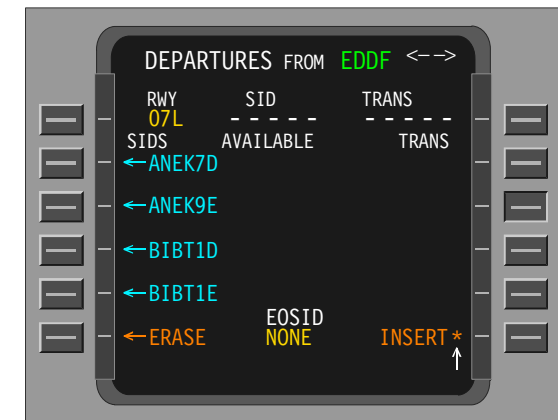 DEPARTURES FROM EDDF <-->
RWY SID TRANS
07L ----- -----
SIDS AVAILABLE TRANS
←ANEK7D
←ANEK9E
←BIBT1D
←BIBT1E
EOSID
←ERASE NONE INSERT*
↑